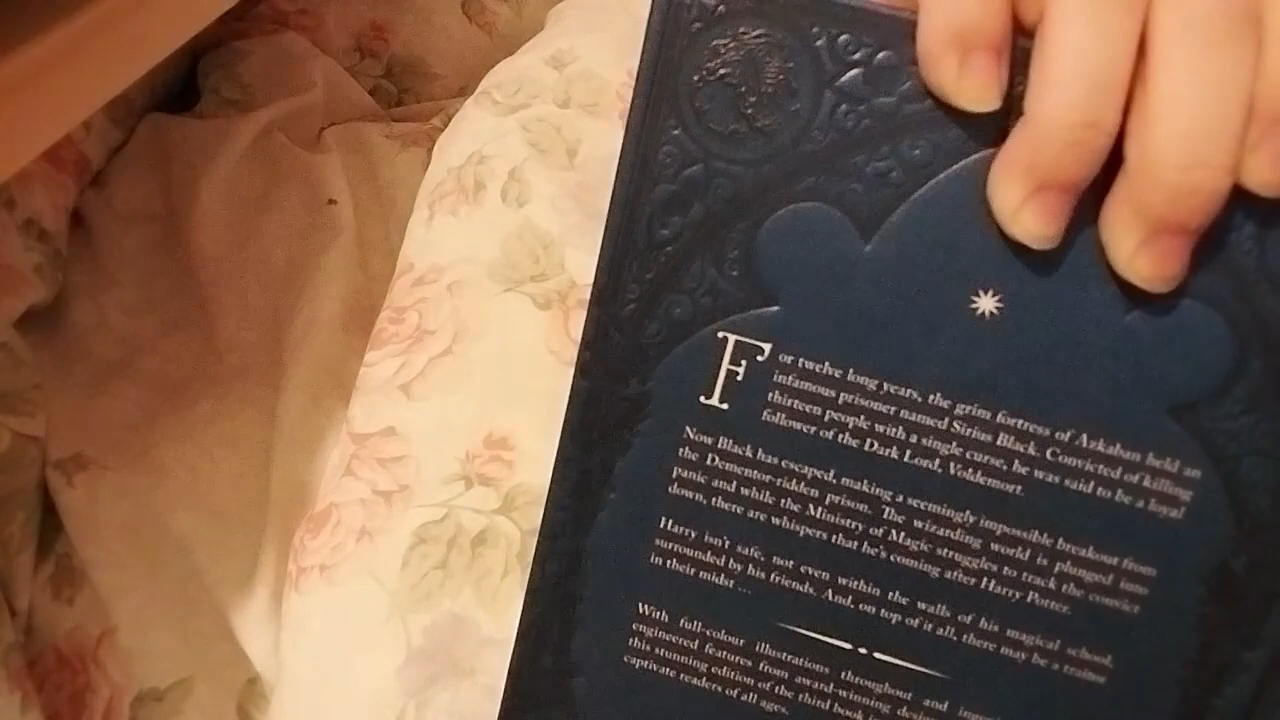 For twelve long years, the grim fortress of Azkaban held an
infamous prisoner named Sirius Black. Convicted of killing
thirteen people with a single curse, he was said to be a loyal
follower of the Dark Lord, Voldemort.
Now Black has escaped, making a seemingly impossible breakout from
the Dementor-ridden prison. The wizarding world is plunged into
panic and while the Ministry of Magic struggles to track the convict
down, there are whispers that he's coming after Harry Potter.
Harry isn't safe, not even within the walls of his magical school,
surrounded by his friends. And, on top of it all, there may be a traitor
in their midst ...
With full-colour illustrations throughout and
engineered features from award-winning
this stunning edition of the third book
captivate readers of all ages.